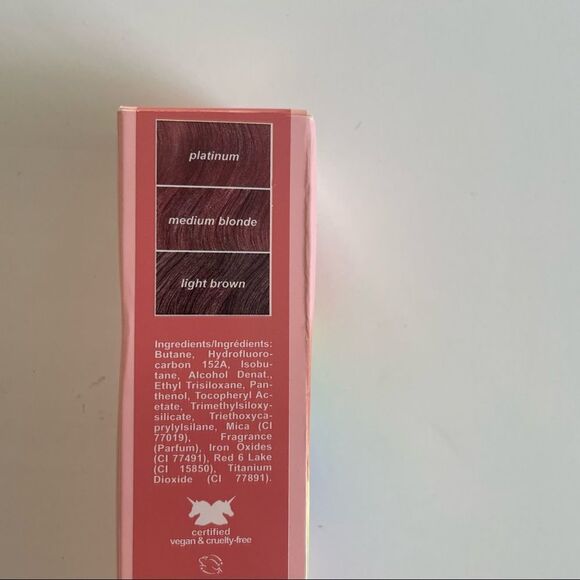 platinum
medium blonde
light brown
Ingredients/Ingrédients:
Butane, Hydrofluoro-
carbon 152A, Isobu-
tane, Alcohol Denat.,
Ethyl Trisiloxane, Pan-
thenol, Tocopheryl Ac-
etate, Trimethylsiloxy-
silicate, Triethoxyca-
prylylsilane, Mica (CI
77019), Fragrance
(Parfum), Iron Oxides
(CI 77491), Red 6 Lake
(CI 15850), Titanium
Dioxide (CI 77891).
certified
vegan & cruelty-free